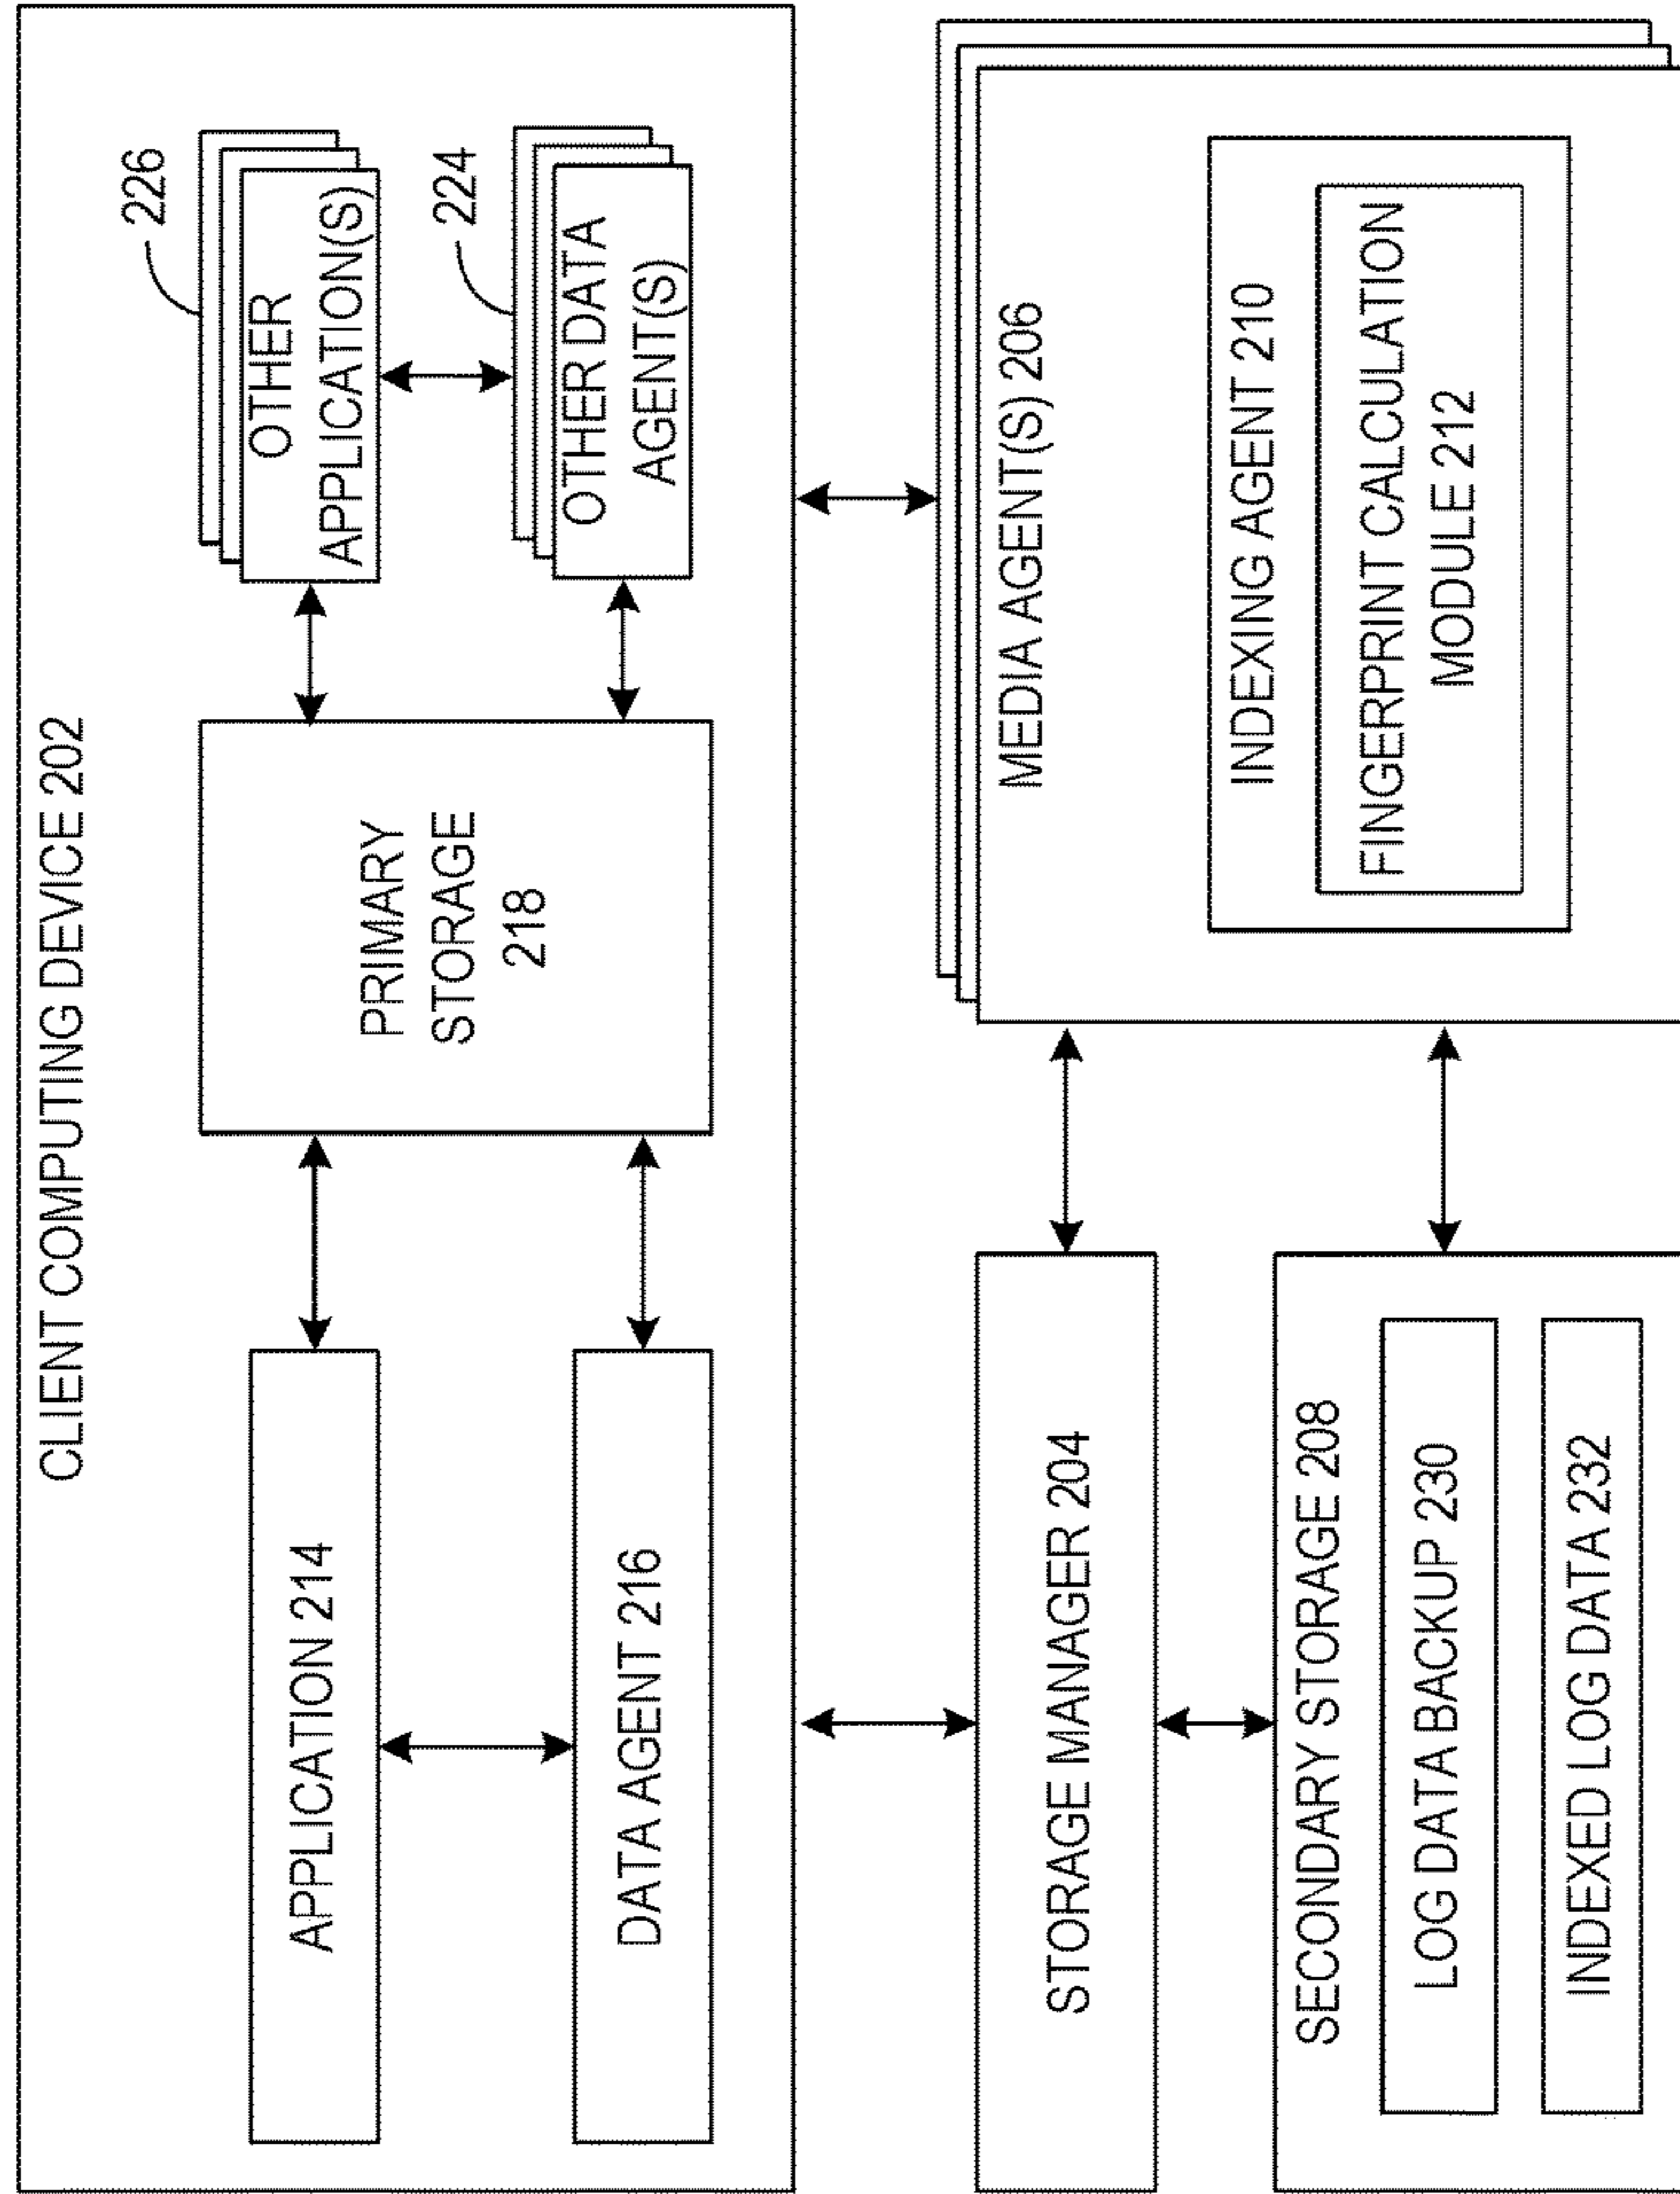 CLIENT COMPUTING DEVICE 202
APPLICATION 214
DATA AGENT 216
PRIMARY
STORAGE
218
226
OTHER
APPLICATION(S)
224
OTHER DATA
AGENT(S)
STORAGE MANAGER 204
SECONDARY STORAGE 208
LOG DATA BACKUP 230
INDEXED LOG DATA 232
MEDIA AGENT(S) 206
INDEXING AGENT 210
FINGERPRINT CALCULATION
MODULE 212